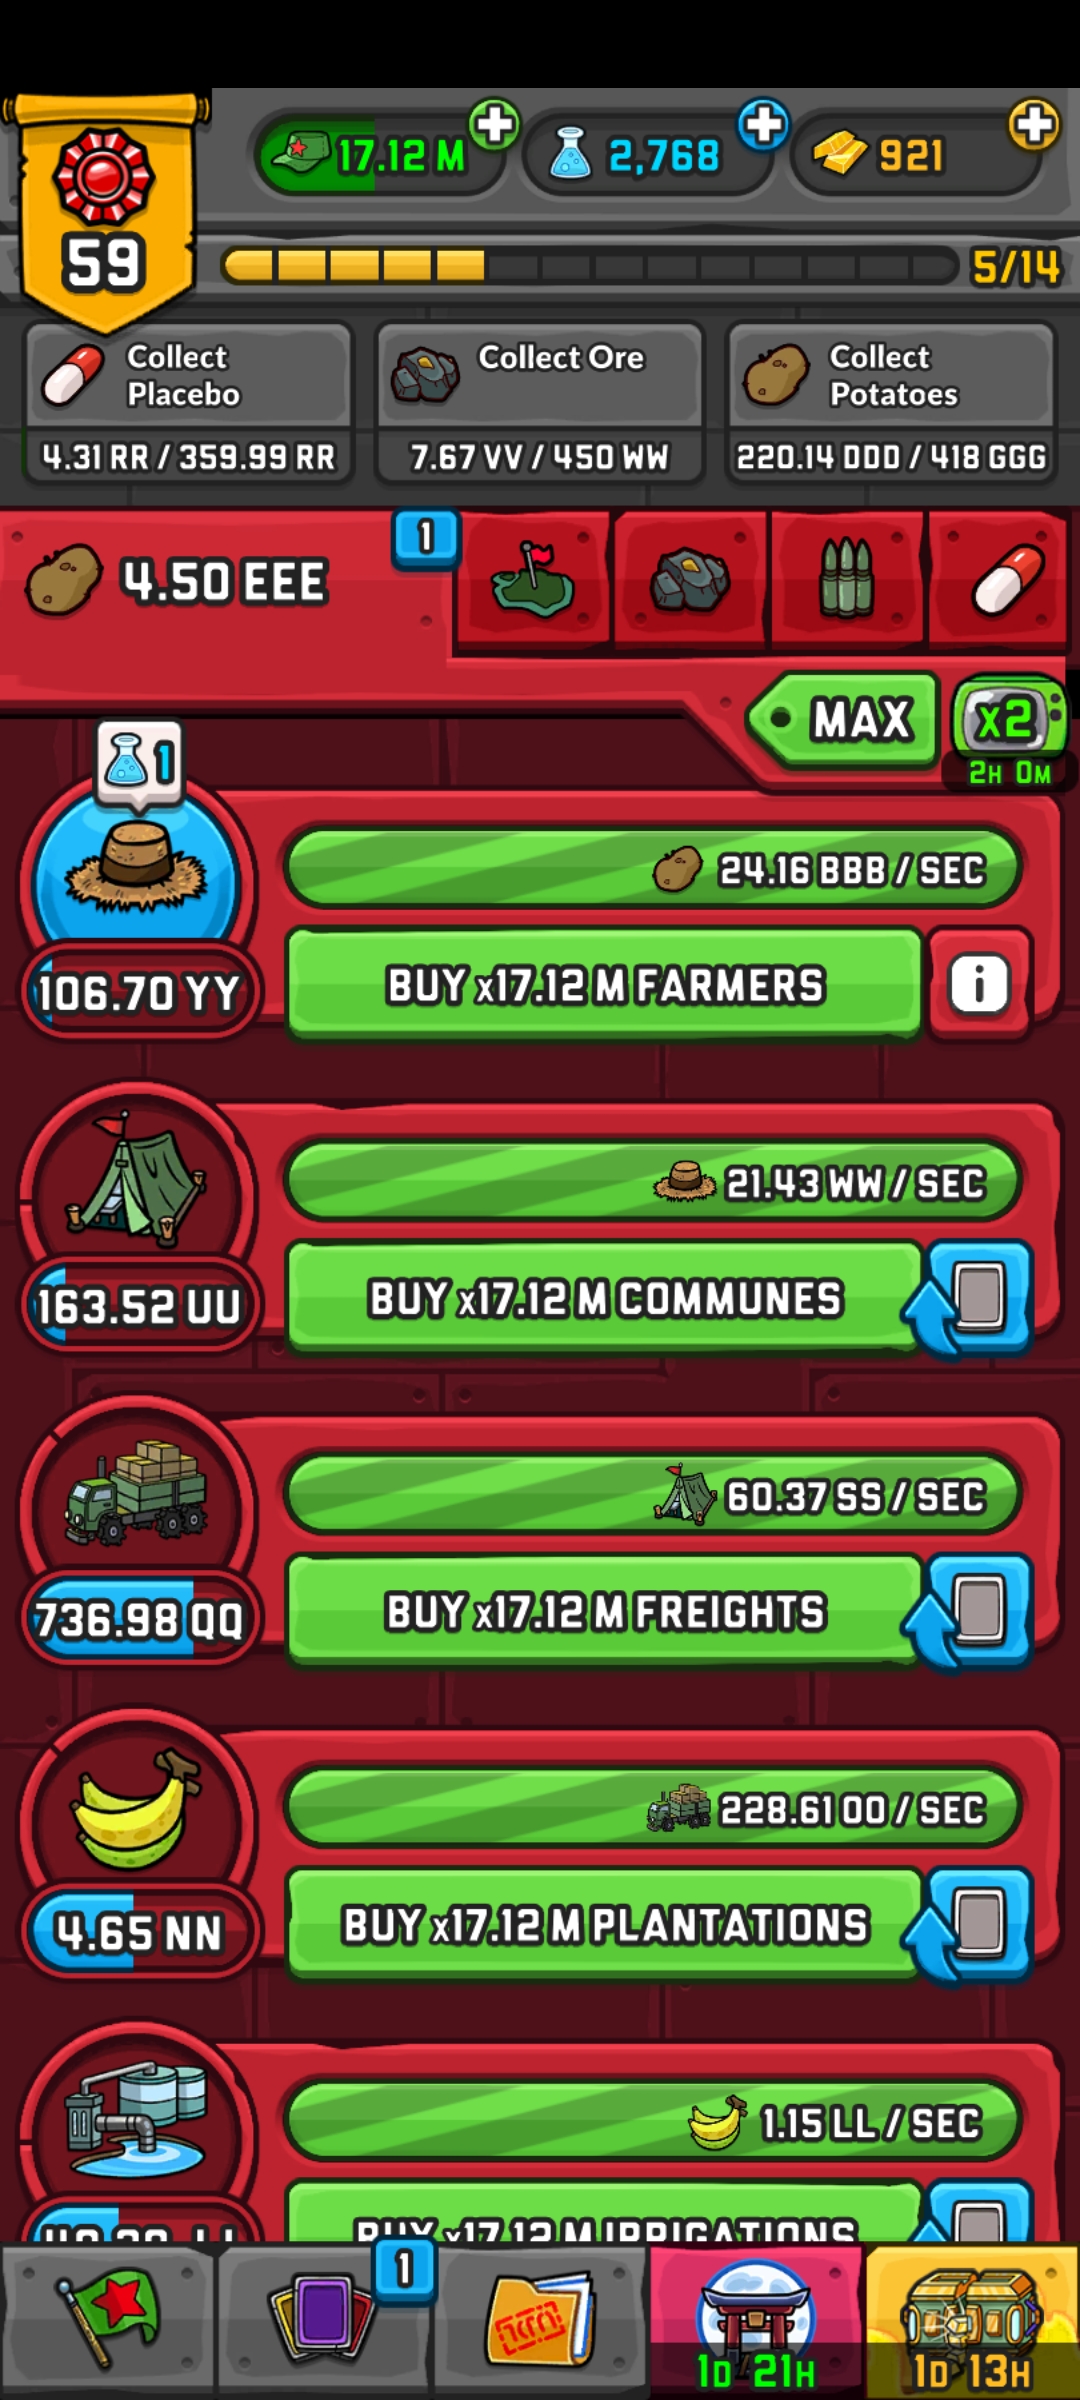 59
17.12 M
2,768
921
5/14
Collect
Placebo
4.31 RR / 359.99 RR
Collect Ore
7.67 VV / 450 WW
Collect
Potatoes
220.14 DDD / 418 GGG
4.50 EEE
1
MAX
x2
2H 0M
1
24.16 BBB / SEC
106.70 YY
BUY x17.12 M FARMERS
i
21.43 WW / SEC
163.52 UU
BUY x17.12 M COMMUNES
60.37 SS / SEC
736.98 QQ
BUY x17.12 M FREIGHTS
228.61 OO / SEC
4.65 NN
BUY x17.12 M PLANTATIONS
1.15 LL / SEC
BUY x17.12 M IRRIGATIONS
1
1D 21H
1D 13H